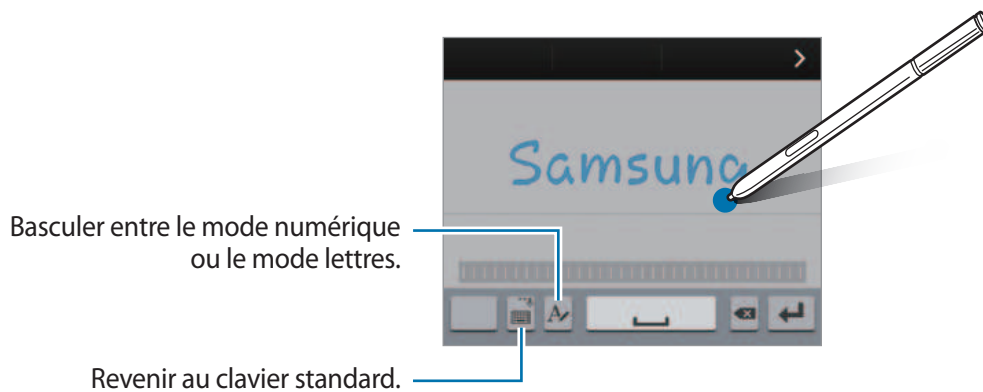 Samsung
Basculer entre le mode numérique
ou le mode lettres.
Revenir au clavier standard.